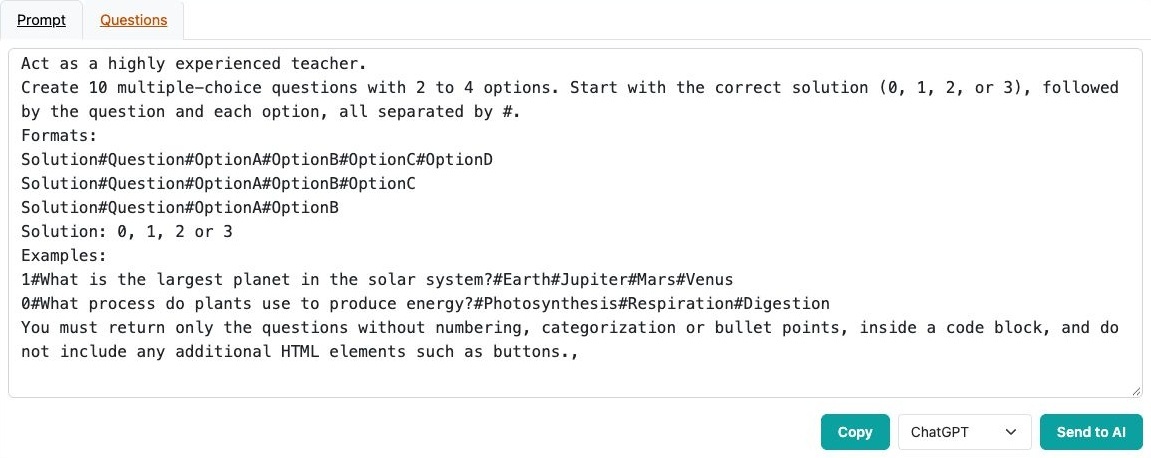 Prompt
Questions
Act as a highly experienced teacher.
Create 10 multiple-choice questions with 2 to 4 options. Start with the correct solution (0, 1, 2, or 3), followed
by the question and each option, all separated by #.
Formats:
Solution#Question#OptionA#OptionB#OptionC#OptionD
Solution#Question#OptionA#OptionB#OptionC
Solution#Question#OptionA#OptionB
Solution: 0, 1, 2 or 3
Examples:
1#What is the largest planet in the solar system?#Earth#Jupiter#Mars#Venus
0#What process do plants use to produce energy?#Photosynthesis#Respiration#Digestion
You must return only the questions without numbering, categorization or bullet points, inside a code block, and do
not include any additional HTML elements such as buttons.,
Copy
ChatGPT
Send to AI